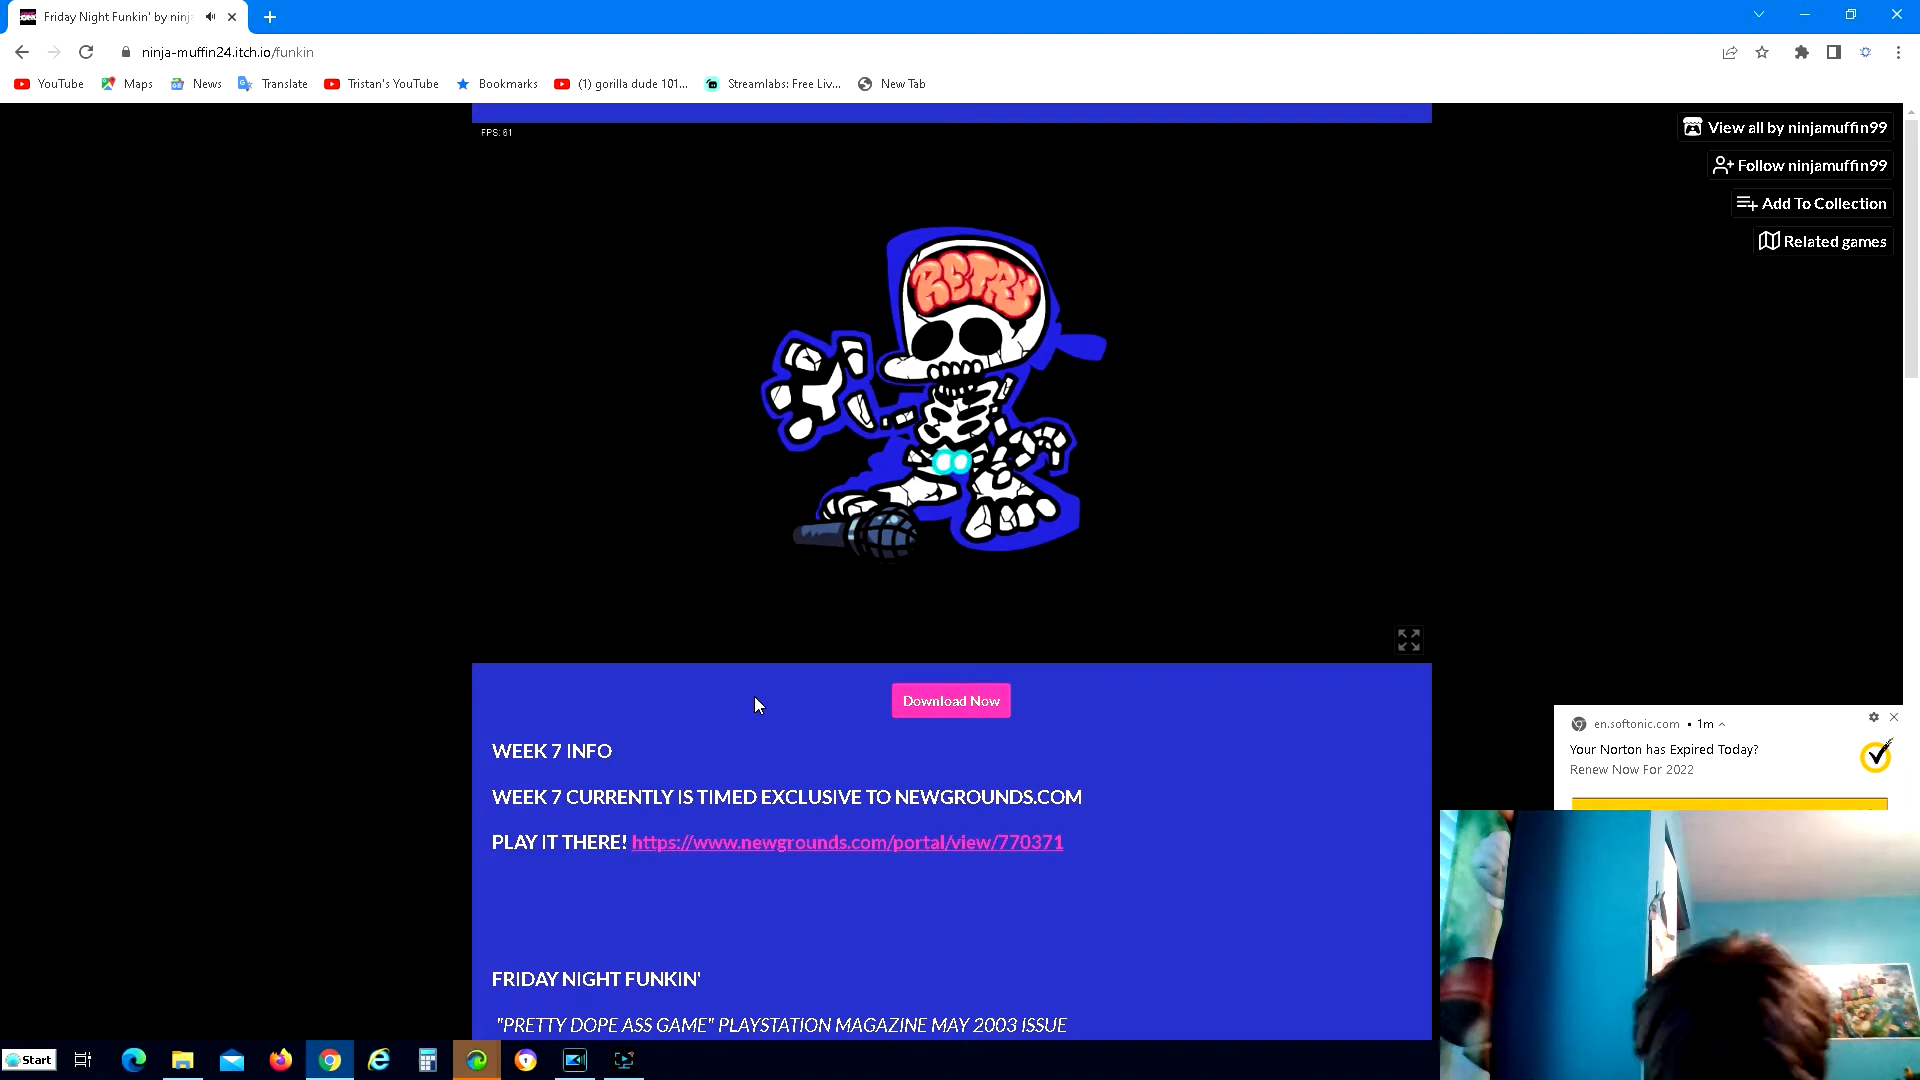 Friday Night Funkin' by ninj
ninja-muffin24.itch.io/funkin
YouTube
Maps
News
Translate
Tristan's YouTube
Bookmarks
(1) gorilla dude 101...
Streamlabs: Free Liv...
New Tab
FPS: 61
View all by ninjamuffin99
Follow ninjamuffin99
Add To Collection
Related games
RETRY
Download Now
WEEK 7 INFO
WEEK 7 CURRENTLY IS TIMED EXCLUSIVE TO NEWGROUNDS.COM
PLAY IT THERE! https://www.newgrounds.com/portal/view/770371
FRIDAY NIGHT FUNKIN'
"PRETTY DOPE ASS GAME" PLAYSTATION MAGAZINE MAY 2003 ISSUE
en.softonic.com • 1m
Your Norton has Expired Today?
Renew Now For 2022
Start